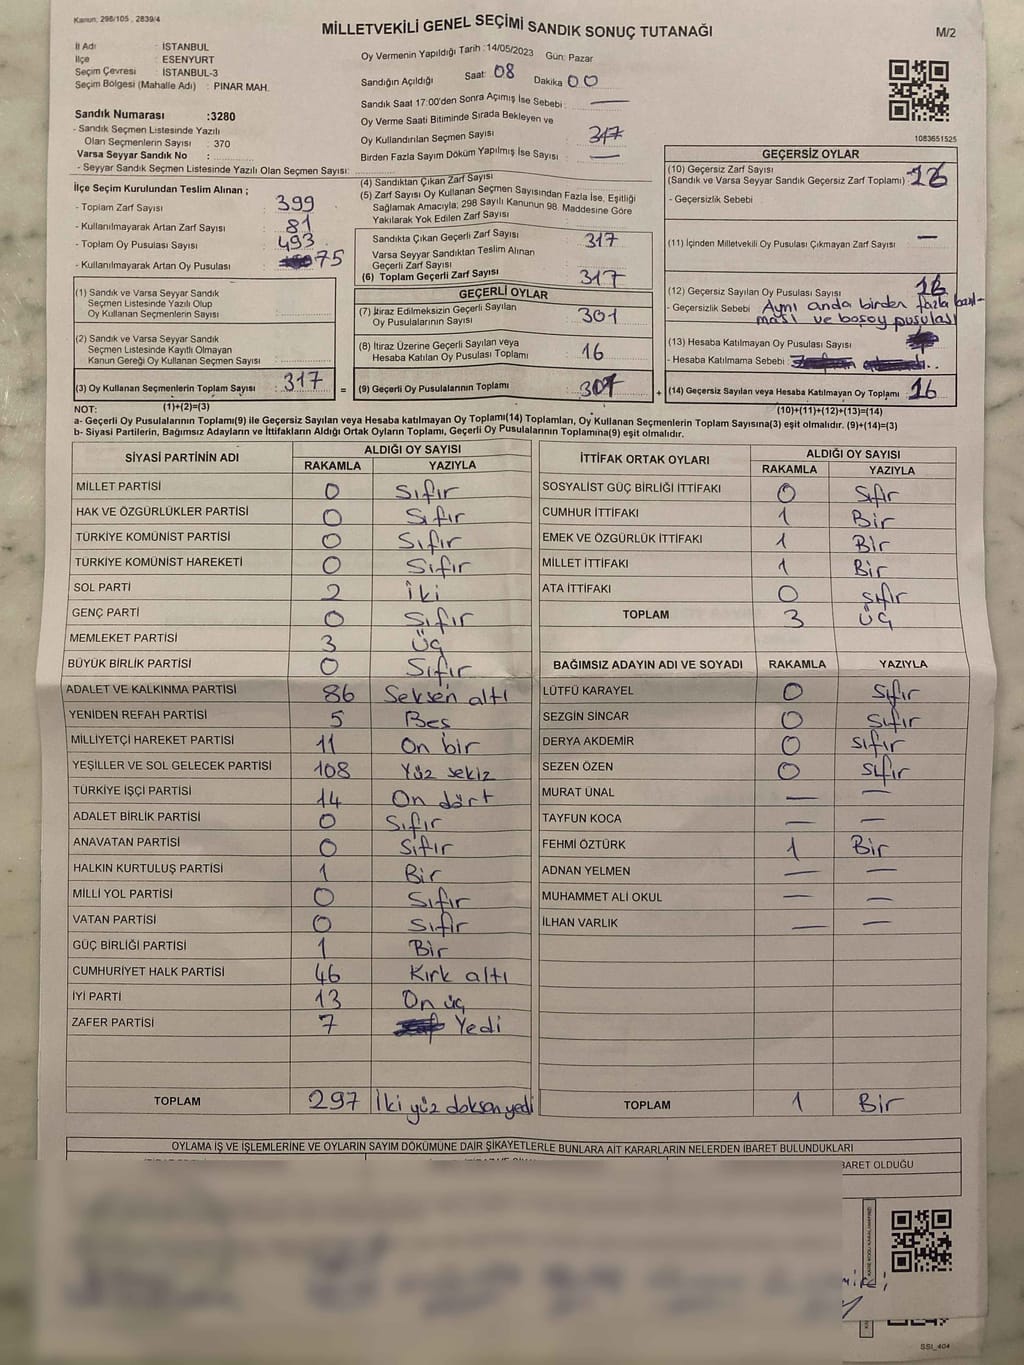 Kanun: 298/105 , 2839/4
MİLLETVEKİLİ GENEL SEÇİMİ SANDIK SONUÇ TUTANAĞI
M/2
İl Adı : İSTANBUL
İlçe : ESENYURT
Seçim Çevresi : İSTANBUL-3
Seçim Bölgesi (Mahalle Adı) : PINAR MAH.
Oy Vermenin Yapıldığı Tarih :14/05/2023 Gün: Pazar
Sandığın Açıldığı Saat: 08 Dakika 00
Sandık Saat 17:00'den Sonra Açılmış İse Sebebi : —
Oy Verme Saati Bitiminde Sırada Bekleyen ve
Oy Kullandırılan Seçmen Sayısı : 317
Birden Fazla Sayım Döküm Yapılmış İse Sayısı : —
1083651525
Sandık Numarası :3280
- Sandık Seçmen Listesinde Yazılı
Olan Seçmenlerin Sayısı : 370
Varsa Seyyar Sandık No :
- Seyyar Sandık Seçmen Listesinde Yazılı Olan Seçmen Sayısı:
İlçe Seçim Kurulundan Teslim Alınan ;
- Toplam Zarf Sayısı : 399
- Kullanılmayarak Artan Zarf Sayısı : 81
- Toplam Oy Pusulası Sayısı : 493
- Kullanılmayarak Artan Oy Pusulası : 75
(4) Sandıktan Çıkan Zarf Sayısı
(5) Zarf Sayısı Oy Kullanan Seçmen Sayısından Fazla İse, Eşitliği
Sağlamak Amacıyla; 298 Sayılı Kanunun 98. Maddesine Göre
Yakılarak Yok Edilen Zarf Sayısı
Sandıkta Çıkan Geçerli Zarf Sayısı : 317
Varsa Seyyar Sandıktan Teslim Alınan
Geçerli Zarf Sayısı
(6) Toplam Geçerli Zarf Sayısı : 317
GEÇERSİZ OYLAR
(10) Geçersiz Zarf Sayısı
(Sandık ve Varsa Seyyar Sandık Geçersiz Zarf Toplamı) : 16
- Geçersizlik Sebebi
(11) İçinden Milletvekili Oy Pusulası Çıkmayan Zarf Sayısı —
(12) Geçersiz Sayılan Oy Pusulası Sayısı : 16
- Geçersizlik Sebebi Aynı anda birden fazla basıl-
ması ve boşoy pusulası
(13) Hesaba Katılmayan Oy Pusulası Sayısı
- Hesaba Katılmama Sebebi :
(14) Geçersiz Sayılan veya Hesaba Katılmayan Oy Toplamı : 16
(10)+(11)+(12)+(13)=(14)
(1) Sandık ve Varsa Seyyar Sandık
Seçmen Listesinde Yazılı Olup
Oy Kullanan Seçmenlerin Sayısı :
(2) Sandık ve Varsa Seyyar Sandık
Seçmen Listesinde Kayıtlı Olmayan
Kanun Gereği Oy Kullanan Seçmen Sayısı :
(3) Oy Kullanan Seçmenlerin Toplam Sayısı : 317 =
(1)+(2)=(3)
GEÇERLİ OYLAR
(7) İtiraz Edilmeksizin Geçerli Sayılan
Oy Pusulalarının Sayısı : 301
(8) İtiraz Üzerine Geçerli Sayılan veya
Hesaba Katılan Oy Pusulası Toplamı : 16
(9) Geçerli Oy Pusulalarının Toplamı : 301 +
NOT:
a- Geçerli Oy Pusulalarının Toplamı(9) ile Geçersiz Sayılan veya Hesaba Katılmayan Oy Toplamı(14) Toplamları, Oy Kullanan Seçmenlerin Toplam Sayısına(3) eşit olmalıdır. (9)+(14)=(3)
b- Siyasi Partilerin, Bağımsız Adayların ve İttifakların Aldığı Ortak Oyların Toplamı, Geçerli Oy Pusulalarının Toplamına(9) eşit olmalıdır.
SİYASİ PARTİNİN ADI ALDIĞI OY SAYISI
RAKAMLA YAZIYLA
MİLLET PARTİSİ 0 Sıfır
HAK VE ÖZGÜRLÜKLER PARTİSİ 0 Sıfır
TÜRKİYE KOMÜNİST PARTİSİ 0 Sıfır
TÜRKİYE KOMÜNİST HAREKETİ 0 Sıfır
SOL PARTİ 2 İki
GENÇ PARTİ 0 Sıfır
MEMLEKET PARTİSİ 3 Üç
BÜYÜK BİRLİK PARTİSİ 0 Sıfır
ADALET VE KALKINMA PARTİSİ 86 Seksen altı
YENİDEN REFAH PARTİSİ 5 Beş
MİLLİYETÇİ HAREKET PARTİSİ 11 On bir
YEŞİLLER VE SOL GELECEK PARTİSİ 108 Yüz sekiz
TÜRKİYE İŞÇİ PARTİSİ 14 On dört
ADALET BİRLİK PARTİSİ 0 Sıfır
ANAVATAN PARTİSİ 0 Sıfır
HALKIN KURTULUŞ PARTİSİ 1 Bir
MİLLİ YOL PARTİSİ 0 Sıfır
VATAN PARTİSİ 0 Sıfır
GÜÇ BİRLİĞİ PARTİSİ 1 Bir
CUMHURİYET HALK PARTİSİ 46 Kırk altı
İYİ PARTİ 13 On üç
ZAFER PARTİSİ 7 Yedi
TOPLAM 297 İki yüz doksan yedi
İTTİFAK ORTAK OYLARI ALDIĞI OY SAYISI
RAKAMLA YAZIYLA
SOSYALİST GÜÇ BİRLİĞİ İTTİFAKI 0 Sıfır
CUMHUR İTTİFAKI 1 Bir
EMEK VE ÖZGÜRLÜK İTTİFAKI 1 Bir
MİLLET İTTİFAKI 1 Bir
ATA İTTİFAKI 0 Sıfır
TOPLAM 3 Üç
BAĞIMSIZ ADAYIN ADI VE SOYADI RAKAMLA YAZIYLA
LÜTFÜ KARAYEL 0 Sıfır
SEZGİN SİNCAR 0 Sıfır
DERYA AKDEMİR 0 Sıfır
SEZEN ÖZEN 0 Sıfır
MURAT ÜNAL — —
TAYFUN KOCA — —
FEHMİ ÖZTÜRK 1 Bir
ADNAN YELMEN — —
MUHAMMET ALİ OKUL — —
İLHAN VARLIK — —
TOPLAM 1 Bir
OYLAMA İŞ VE İŞLEMLERİNE VE OYLARIN SAYIM DÖKÜMÜNE DAİR ŞİKAYETLERLE BUNLARA AİT KARARLARIN NELERDEN İBARET BULUNDUKLARI
BARET OLDUĞU
SSI_404